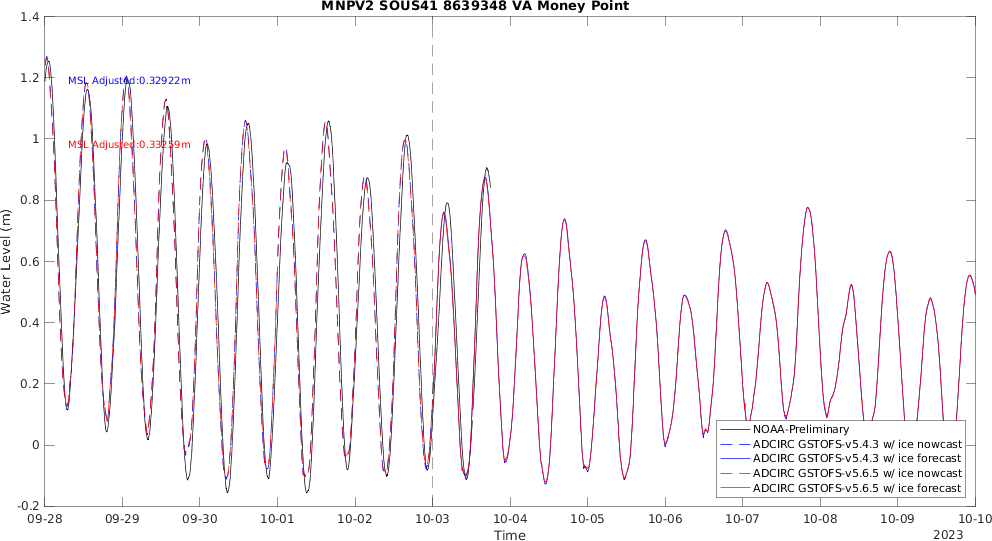 MNPV2 SOUS41 8639348 VA Money Point
1.4
1.2
1
0.8
0.6
0.4
0.2
0
-0.2
Water Level (m)
MSL Adjusted:0.32922m
MSL Adjusted:0.33259m
NOAA-Preliminary
ADCIRC GSTOFS-v5.4.3 w/ ice nowcast
ADCIRC GSTOFS-v5.4.3 w/ ice forecast
ADCIRC GSTOFS-v5.6.5 w/ ice nowcast
ADCIRC GSTOFS-v5.6.5 w/ ice forecast
09-28 09-29 09-30 10-01 10-02 10-03 10-04 10-05 10-06 10-07 10-08 10-09 10-10
Time
2023